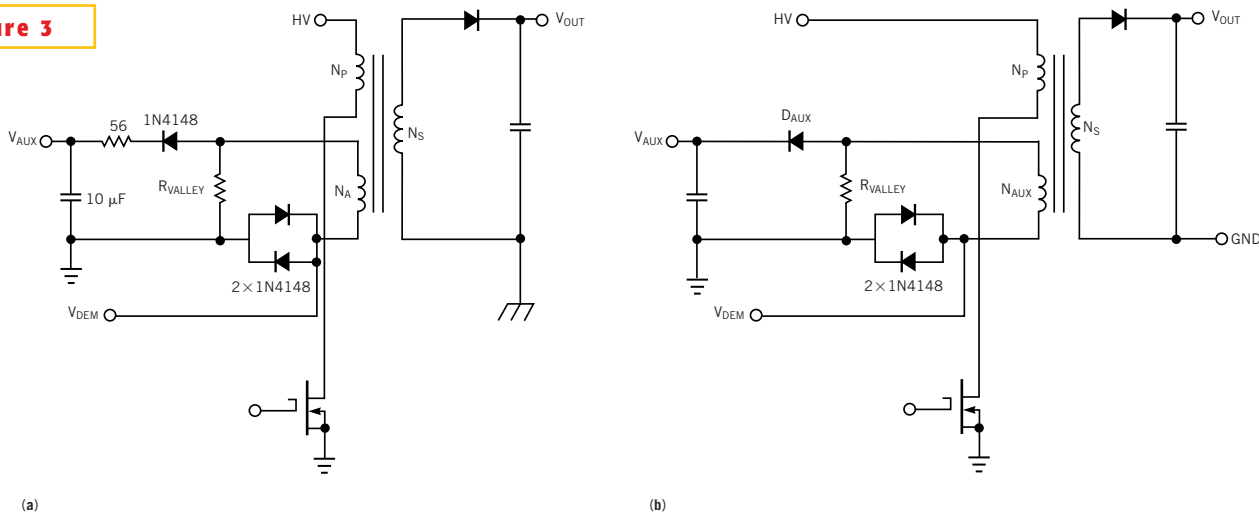 ure 3
HV
VOUT
NP
NS
56
1N4148
VAUX
RVALLEY
10 μF
NA
2×1N4148
VDEM
(a)
HV
VOUT
NP
NS
DAUX
VAUX
RVALLEY
NAUX
GND
2×1N4148
VDEM
(b)